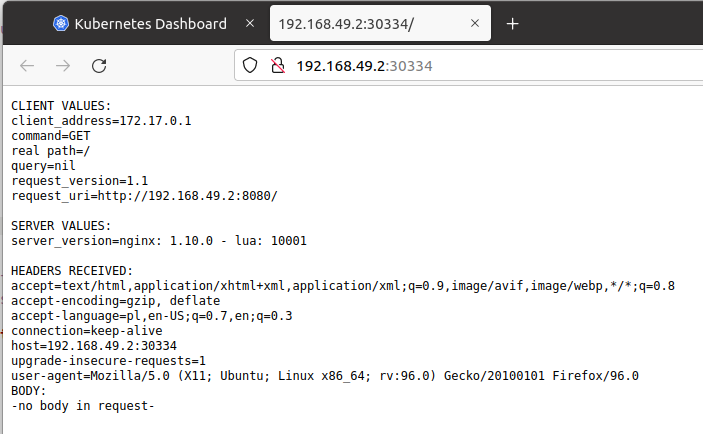 Kubernetes Dashboard
192.168.49.2:30334/
192.168.49.2:30334
CLIENT VALUES:
client_address=172.17.0.1
command=GET
real path=/
query=nil
request_version=1.1
request_uri=http://192.168.49.2:8080/
SERVER VALUES:
server_version=nginx: 1.10.0 - lua: 10001
HEADERS RECEIVED:
accept=text/html,application/xhtml+xml,application/xml;q=0.9,image/avif,image/webp,*/*;q=0.8
accept-encoding=gzip, deflate
accept-language=pl,en-US;q=0.7,en;q=0.3
connection=keep-alive
host=192.168.49.2:30334
upgrade-insecure-requests=1
user-agent=Mozilla/5.0 (X11; Ubuntu; Linux x86_64; rv:96.0) Gecko/20100101 Firefox/96.0
BODY:
-no body in request-